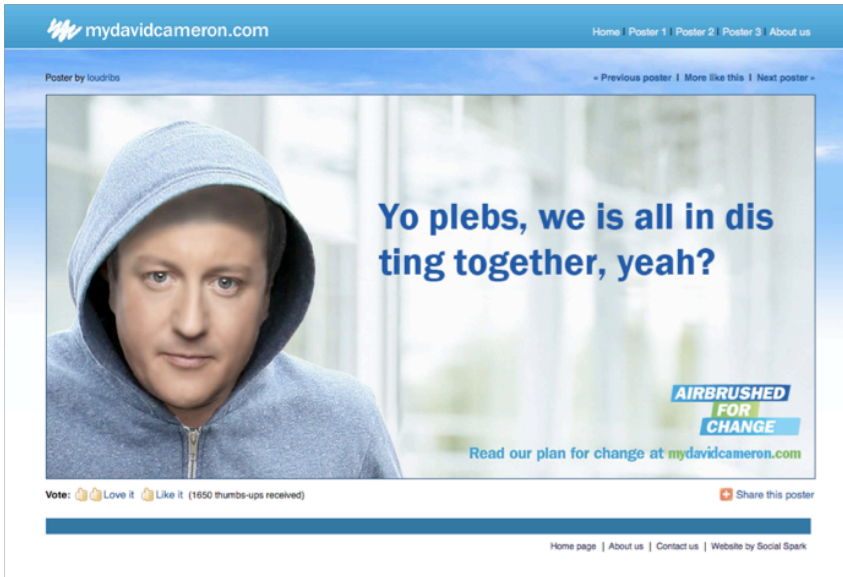 mydavidcameron.com
Home | Poster 1 | Poster 2 | Poster 3 | About us
Poster by loudribs
« Previous poster | More like this | Next poster »
Yo plebs, we is all in dis
ting together, yeah?
AIRBRUSHED
FOR
CHANGE
Read our plan for change at mydavidcameron.com
Vote: Love it Like it (1650 thumbs-ups received)
Share this poster
Home page | About us | Contact us | Website by Social Spark